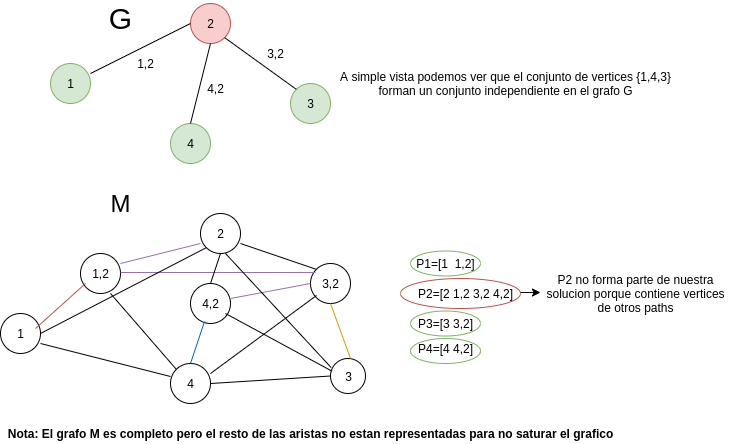 G
2
1,2
3,2
1
4,2
3
4
A simple vista podemos ver que el conjunto de vertices {1,4,3}
forman un conjunto independiente en el grafo G
M
2
1,2
3,2
4,2
1
4
3
P1=[1 1,2]
P2=[2 1,2 3,2 4,2]
P3=[3 3,2]
P4=[4 4,2]
P2 no forma parte de nuestra
solucion porque contiene vertices
de otros paths
Nota: El grafo M es completo pero el resto de las aristas no estan representadas para no saturar el grafico